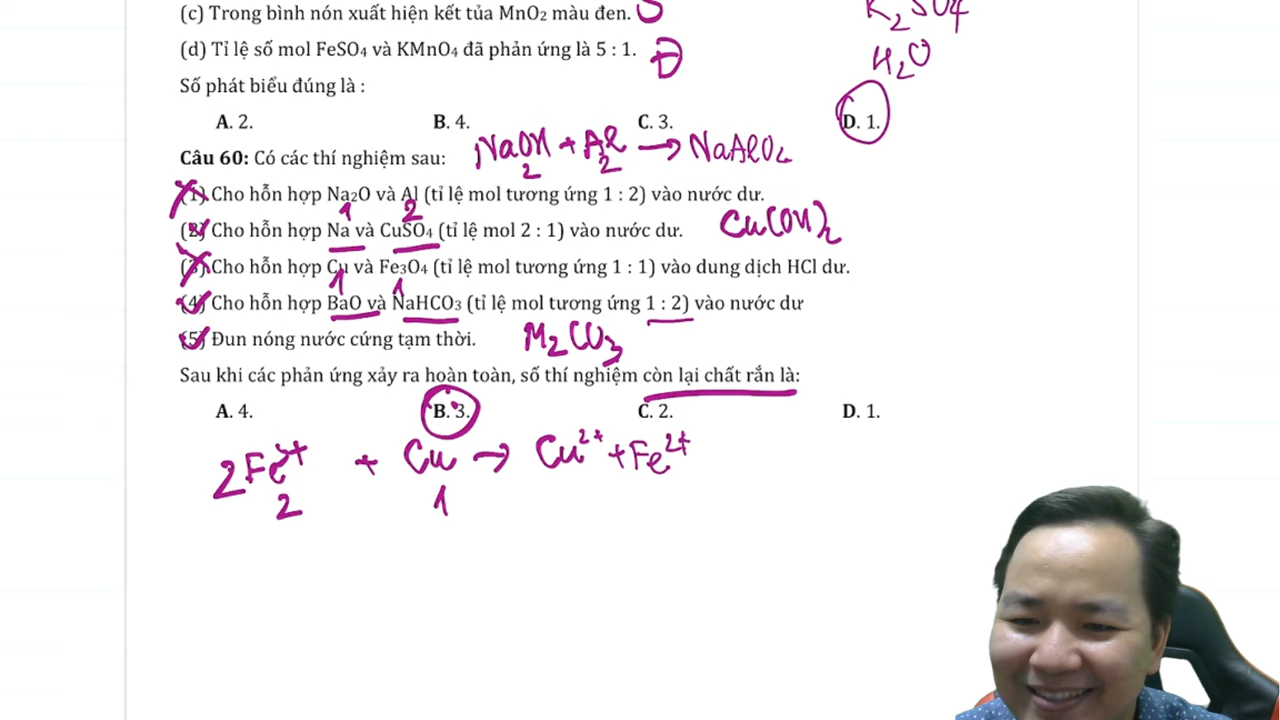 (c) Trong bình nón xuất hiện kết tủa MnO₂ màu đen. S
K₂SO₄
(d) Tỉ lệ số mol FeSO₄ và KMnO₄ đã phản ứng là 5 : 1. Đ
H₂O
Số phát biểu đúng là :
A. 2. B. 4. C. 3. D. 1.
NaOH + Al → NaAlO₂
2 2
Câu 60: Có các thí nghiệm sau:
(1) Cho hỗn hợp Na₂O và Al (tỉ lệ mol tương ứng 1 : 2) vào nước dư.
1 2
(2) Cho hỗn hợp Na và CuSO₄ (tỉ lệ mol 2 : 1) vào nước dư. Cu(OH)₂
(3) Cho hỗn hợp Cu và Fe₃O₄ (tỉ lệ mol tương ứng 1 : 1) vào dung dịch HCl dư.
1 1
(4) Cho hỗn hợp BaO và NaHCO₃ (tỉ lệ mol tương ứng 1 : 2) vào nước dư
(5) Đun nóng nước cứng tạm thời. M₂CO₃
Sau khi các phản ứng xảy ra hoàn toàn, số thí nghiệm còn lại chất rắn là:
A. 4. B. 3. C. 2. D. 1.
2Fe³⁺ + Cu → Cu²⁺ + Fe²⁺
2 1